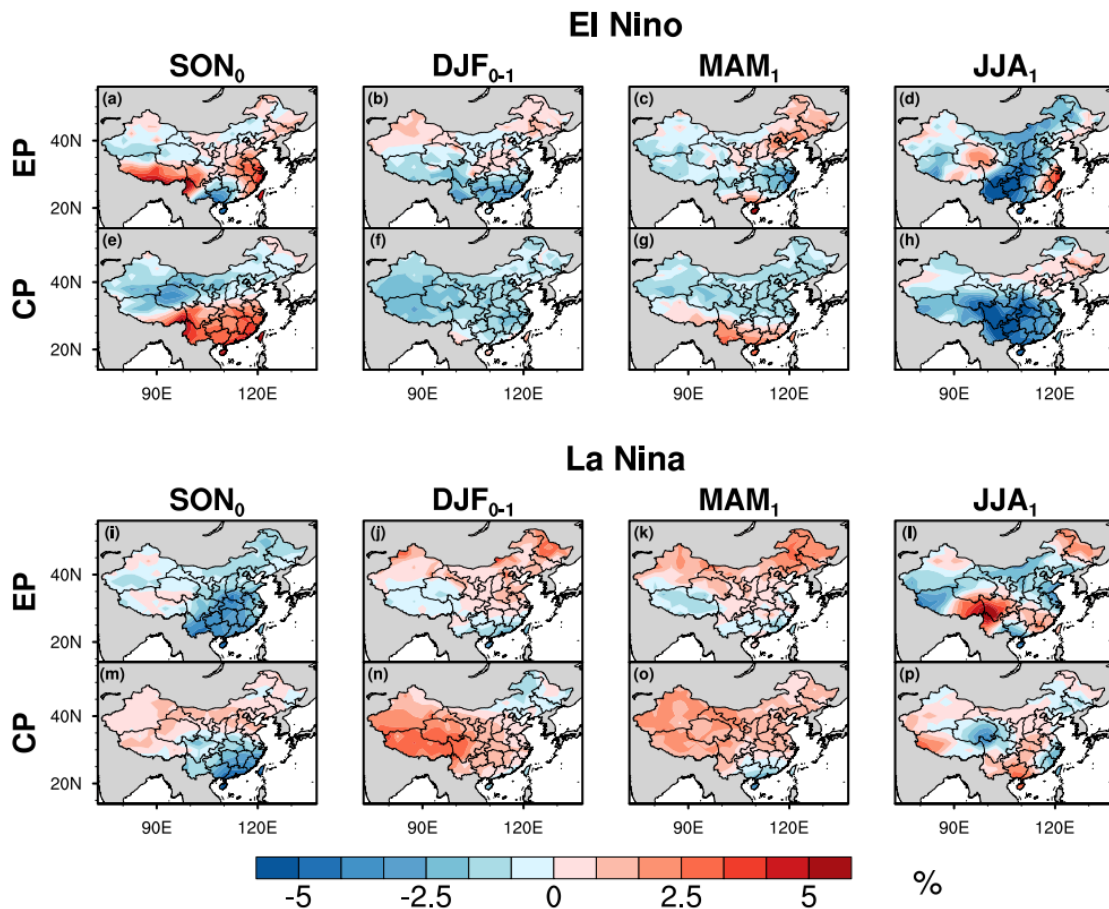 El Nino
SON0 DJF0-1 MAM1 JJA1
EP
(a) (b) (c) (d)
40N
20N
CP
(e) (f) (g) (h)
40N
20N
90E 120E 90E 120E 90E 120E 90E 120E
La Nina
SON0 DJF0-1 MAM1 JJA1
EP
(i) (j) (k) (l)
40N
20N
CP
(m) (n) (o) (p)
40N
20N
90E 120E 90E 120E 90E 120E 90E 120E
-5 -2.5 0 2.5 5 %